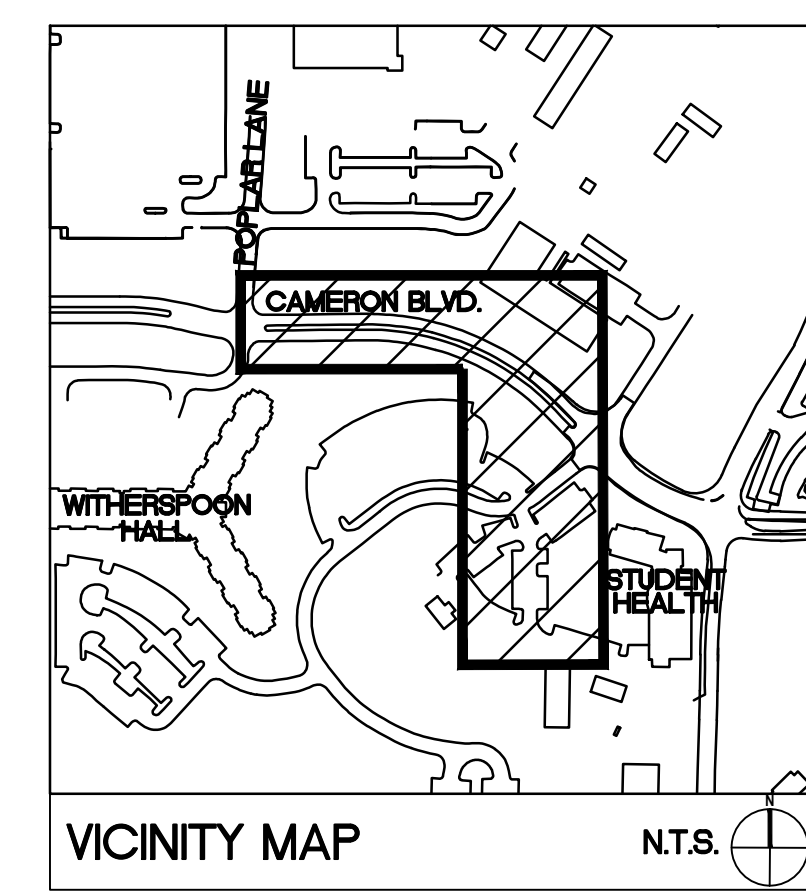 POPLAR LANE
CAMERON BLVD.
WITHERSPOON
HALL
STUDENT
HEALTH
VICINITY MAP
N.T.S.
N